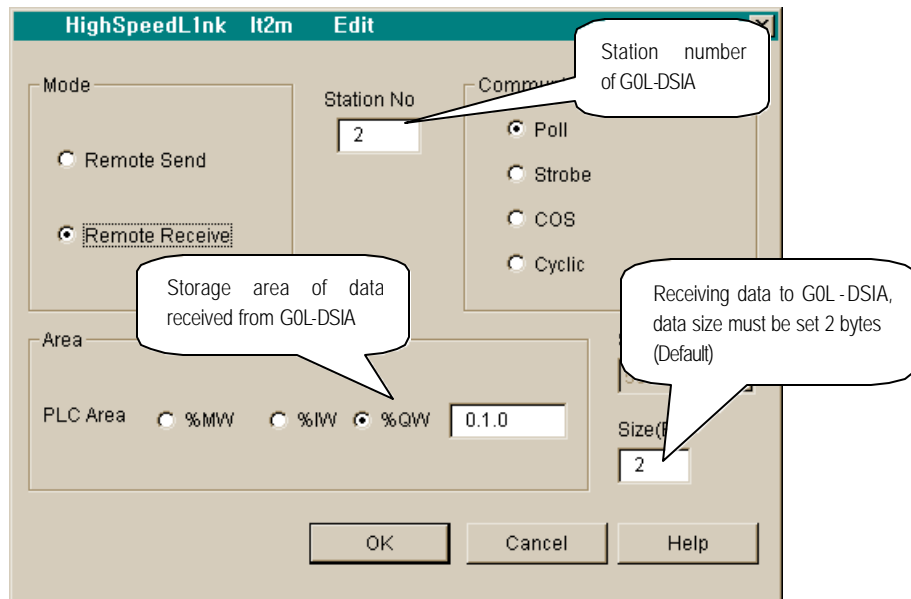 HighSpeedL1nk It2m Edit
Station number
of G0L-DSIA
Mode
Station No
2
Poll
Remote Send
Strobe
COS
Remote Receive
Cyclic
Storage area of data
received from G0L-DSIA
Receiving data to G0L-DSIA,
data size must be set 2 bytes
(Default)
Area
PLC Area %MW %IW %QW 0.1.0
2
OK Cancel Help